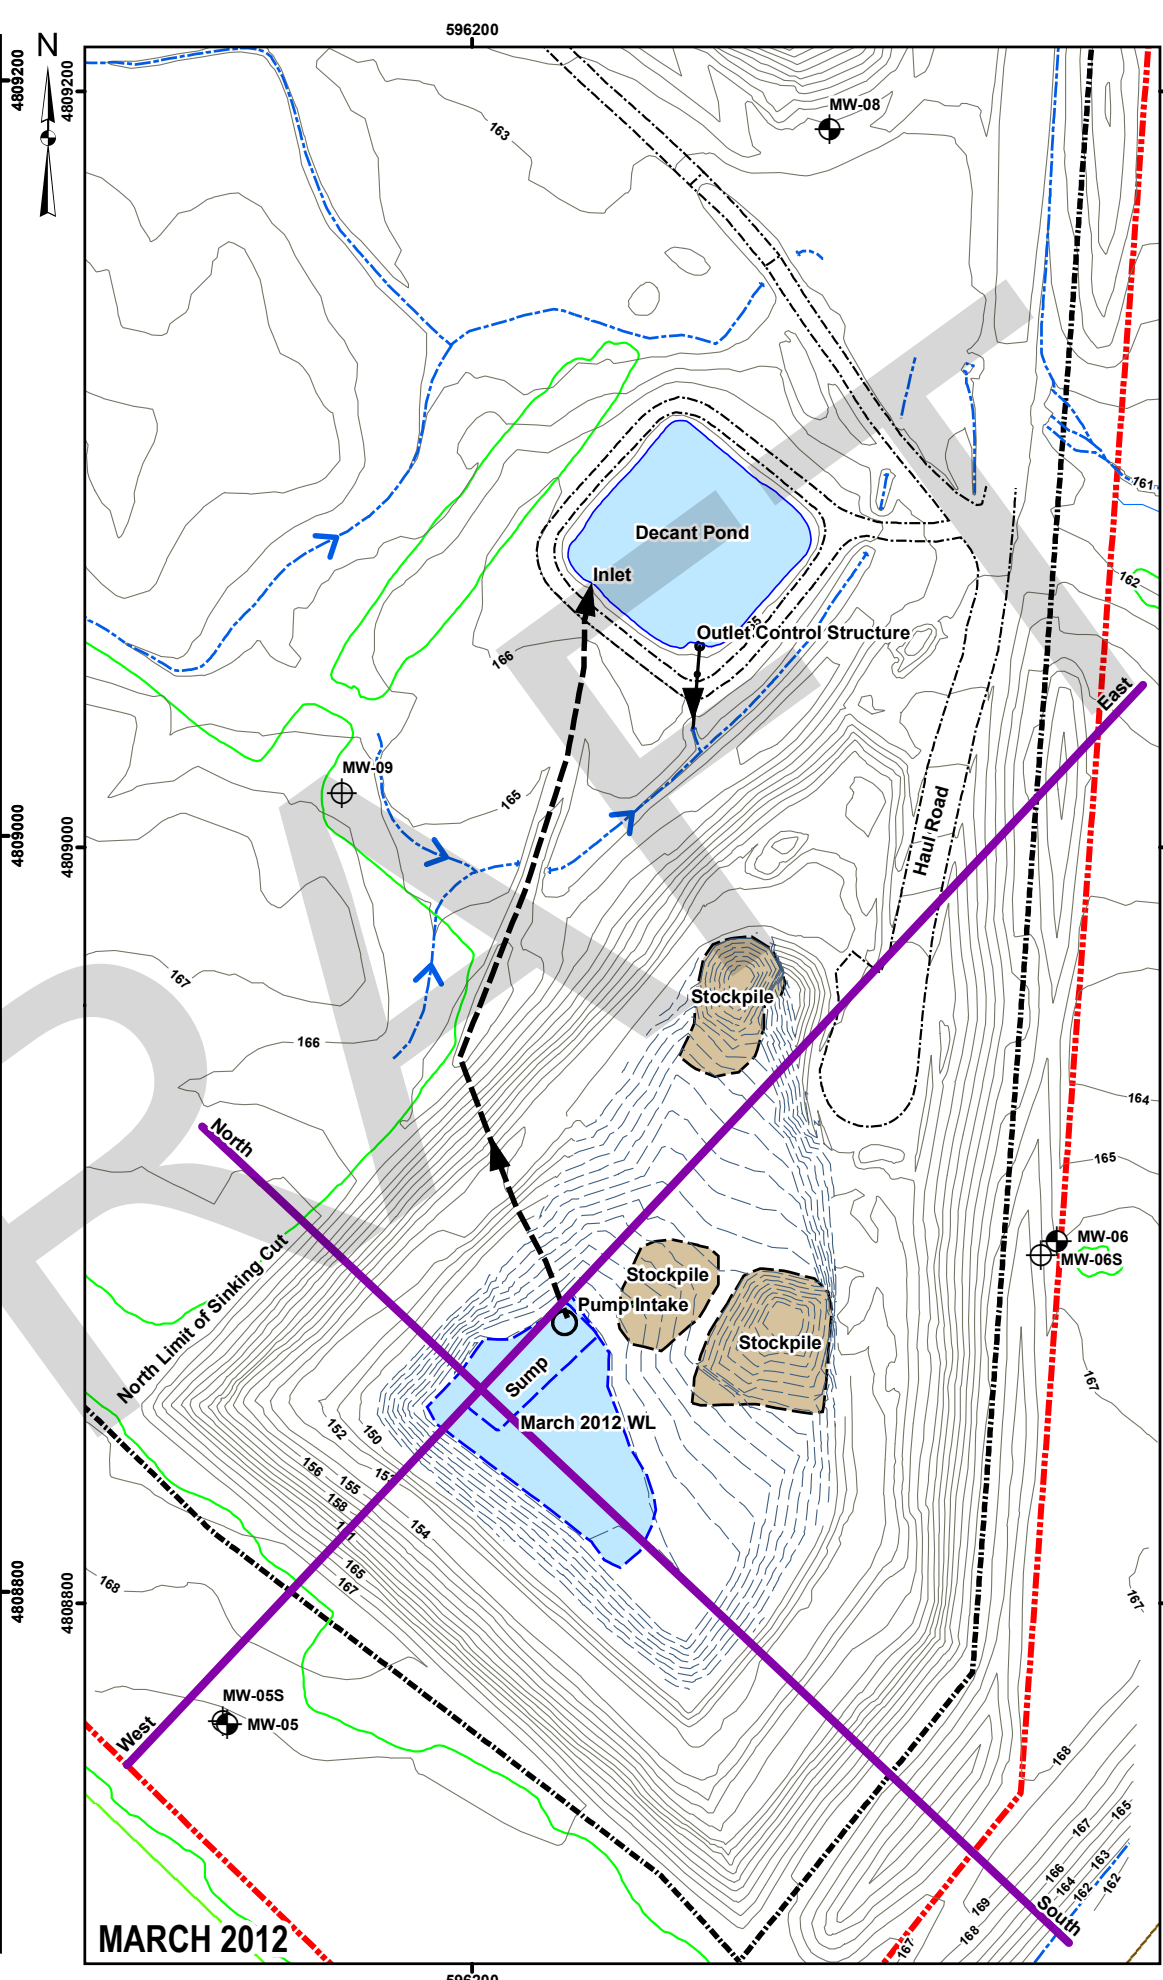 596200
N
4809200
4809200
MW-08
163
161
Decant Pond
162
Inlet
Outlet Control Structure
166
East
MW-09
165
Haul Road
4809000
4809000
167
Stockpile
166
164
North
165
MW-06
MW-06S
North Limit of Sinking Cut
Stockpile
Pump Intake
Stockpile
Sump
167
March 2012 WL
152
150
156
155
158
154
165
167
168
167
4808800
4808800
MW-05S
MW-05
West
168
165
167
163
166
164
162
162
169
South
168
167
MARCH 2012
596200
DRAFT